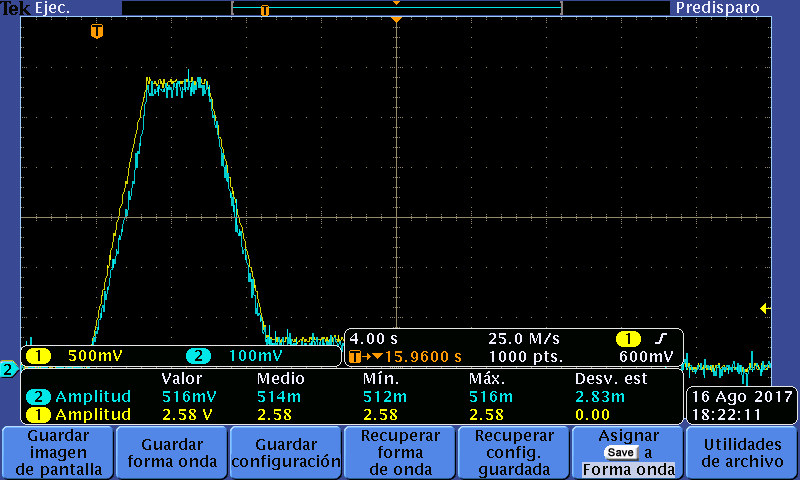 Tek Ejec.
Predisparo
T
T
2
4.00 s 25.0 M/s 1 ʃ
T→▼15.9600 s 1000 pts. 600mV
1 500mV 2 100mV
Valor Medio Mín. Máx. Desv. est
2 Amplitud 516mV 514m 512m 516m 2.83m
1 Amplitud 2.58 V 2.58 2.58 2.58 0.00
16 Ago 2017
18:22:11
Guardar
imagen
de pantalla
Guardar
forma onda
Guardar
configuración
Recuperar
forma
de onda
Recuperar
config.
guardada
Asignar
Save a
Forma onda
Utilidades
de archivo